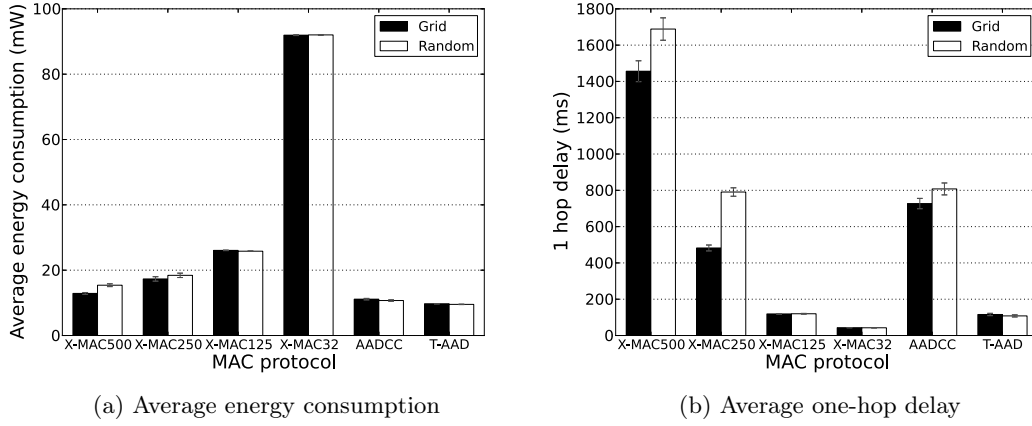 Average energy consumption (mW)
100
80
60
40
20
0
Grid
Random
X-MAC500 X-MAC250 X-MAC125 X-MAC32 AADCC T-AAD
MAC protocol
(a) Average energy consumption
1 hop delay (ms)
1800
1600
1400
1200
1000
800
600
400
200
0
Grid
Random
X-MAC500 X-MAC250 X-MAC125 X-MAC32 AADCC T-AAD
MAC protocol
(b) Average one-hop delay